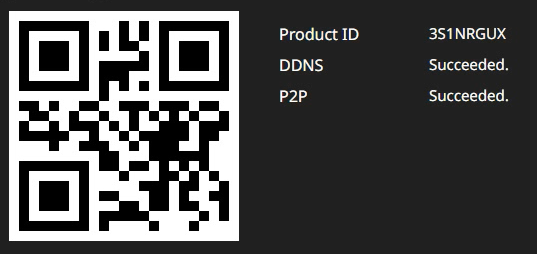 Product ID 3S1NRGUX
DDNS Succeeded.
P2P Succeeded.